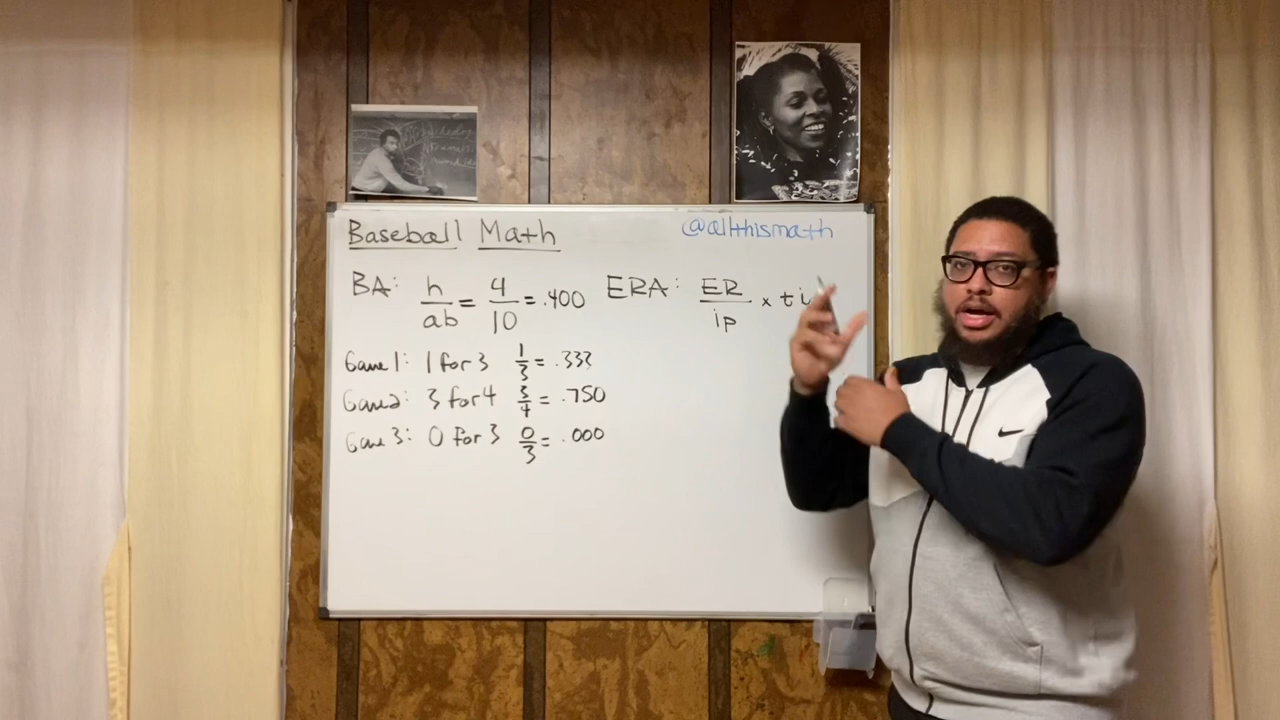 Baseball Math
@allthismath
BA: h/ab = 4/10 = .400
ERA: ER/ip x ti
Game 1: 1 for 3 1/3 = .333
Game 2: 3 for 4 3/4 = .750
Game 3: 0 for 3 0/3 = .000